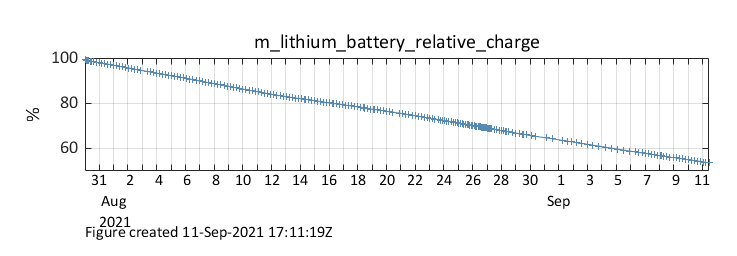 m_lithium_battery_relative_charge
100
80
60
%
31 2 4 6 8 10 12 14 16 18 20 22 24 26 28 30 1 3 5 7 9 11
Aug Sep
2021
Figure created 11-Sep-2021 17:11:19Z